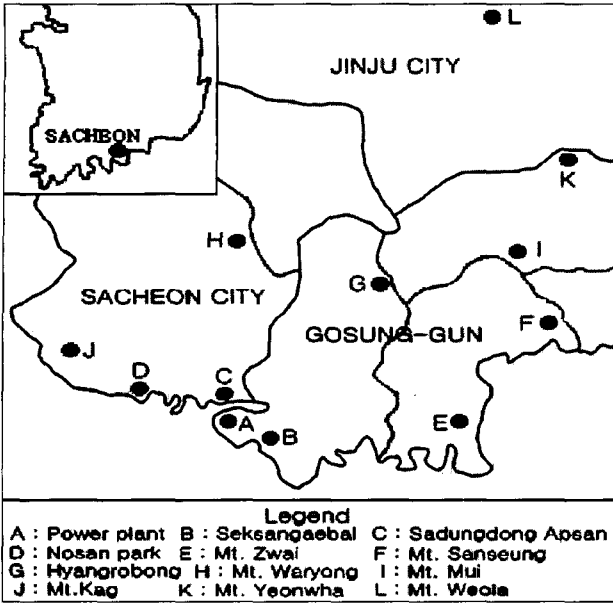 L
JINJU CITY
SACHEON
K
H
I
SACHEON CITY
G
GOSUNG-GUN
F
J
D
C
A
B
E
Legend
A : Power plant B : Seksangaebal C : Sadungdong Apsan
D : Nosan park E : Mt. Zwai F : Mt. Sanseung
G : Hyangrobong H : Mt. Waryong I : Mt. Mui
J : Mt.Kag K : Mt. Yeonwha L : Mt. Weola